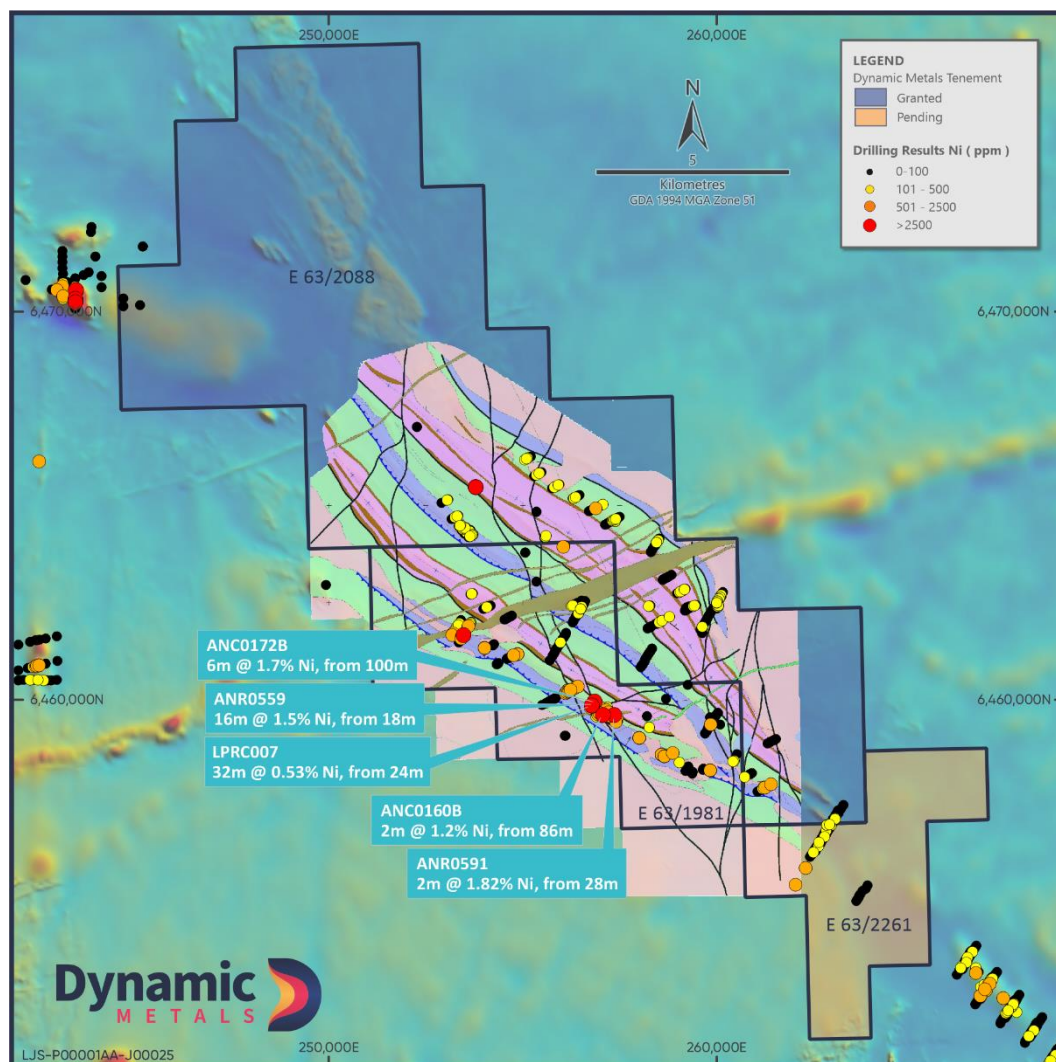 250,000E
260,000E
LEGEND
Dynamic Metals Tenement
Granted
Pending
Drilling Results Ni ( ppm )
0-100
101 - 500
501 - 2500
>2500
N
5
Kilometres
GDA 1994 MGA Zone 51
E 63/2088
6,470,000N
6,470,000N
ANC0172B
6m @ 1.7% Ni, from 100m
ANR0559
16m @ 1.5% Ni, from 18m
LPRC007
32m @ 0.53% Ni, from 24m
6,460,000N
6,460,000N
ANC0160B
2m @ 1.2% Ni, from 86m
ANR0591
2m @ 1.82% Ni, from 28m
E 63/1981
E 63/2261
Dynamic
METALS
LJS-P00001AA-J00025
250,000E
260,000E